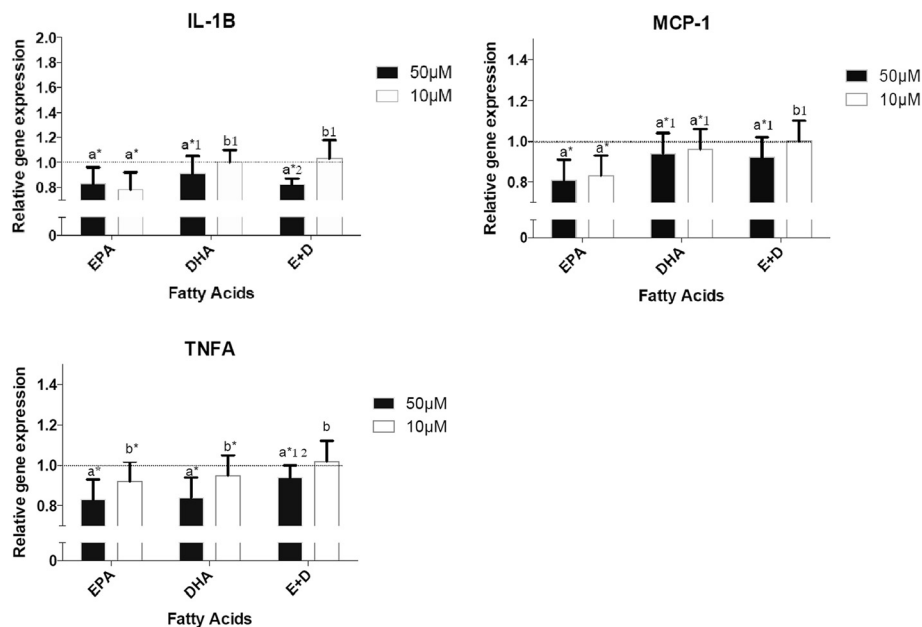 IL-1B
Relative gene expression
2.0
1.8
1.6
1.4
1.2
1.0
0.8
0
a* a* a*1 b1 a*2 b1
50µM
10µM
EPA DHA E+D
Fatty Acids
MCP-1
Relative gene expression
1.4
1.2
1.0
0.8
0
a* a* a*1 a*1 a*1 b1
50µM
10µM
EPA DHA E+D
Fatty Acids
TNFA
Relative gene expression
1.4
1.2
1.0
0.8
0
a* b* a* b* a*12 b
50µM
10µM
EPA DHA E+D
Fatty Acids